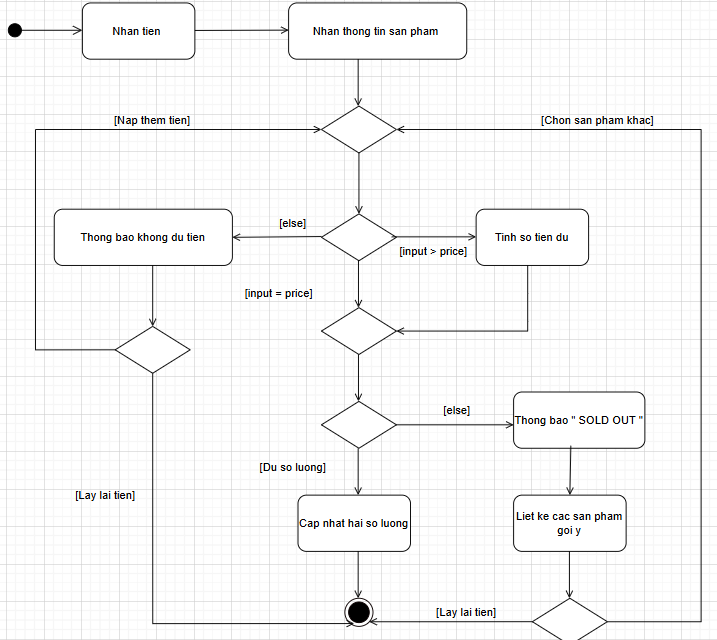 Nhan tien
Nhan thong tin san pham
[Nap them tien]
[Chon san pham khac]
[else]
Thong bao khong du tien
[input > price]
Tinh so tien du
[input = price]
[else]
Thong bao " SOLD OUT "
[Du so luong]
[Lay lai tien]
Cap nhat hai so luong
Liet ke cac san pham
goi y
[Lay lai tien]